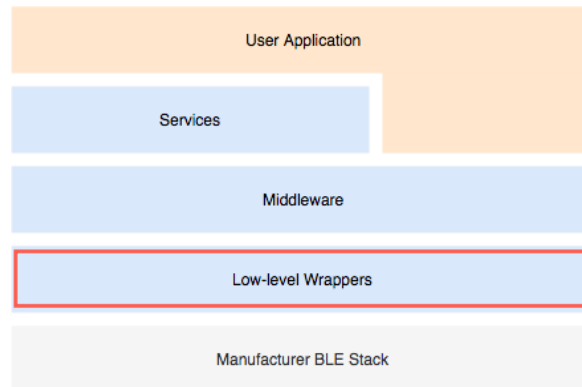 User Application
Services
Middleware
Low-level Wrappers
Manufacturer BLE Stack